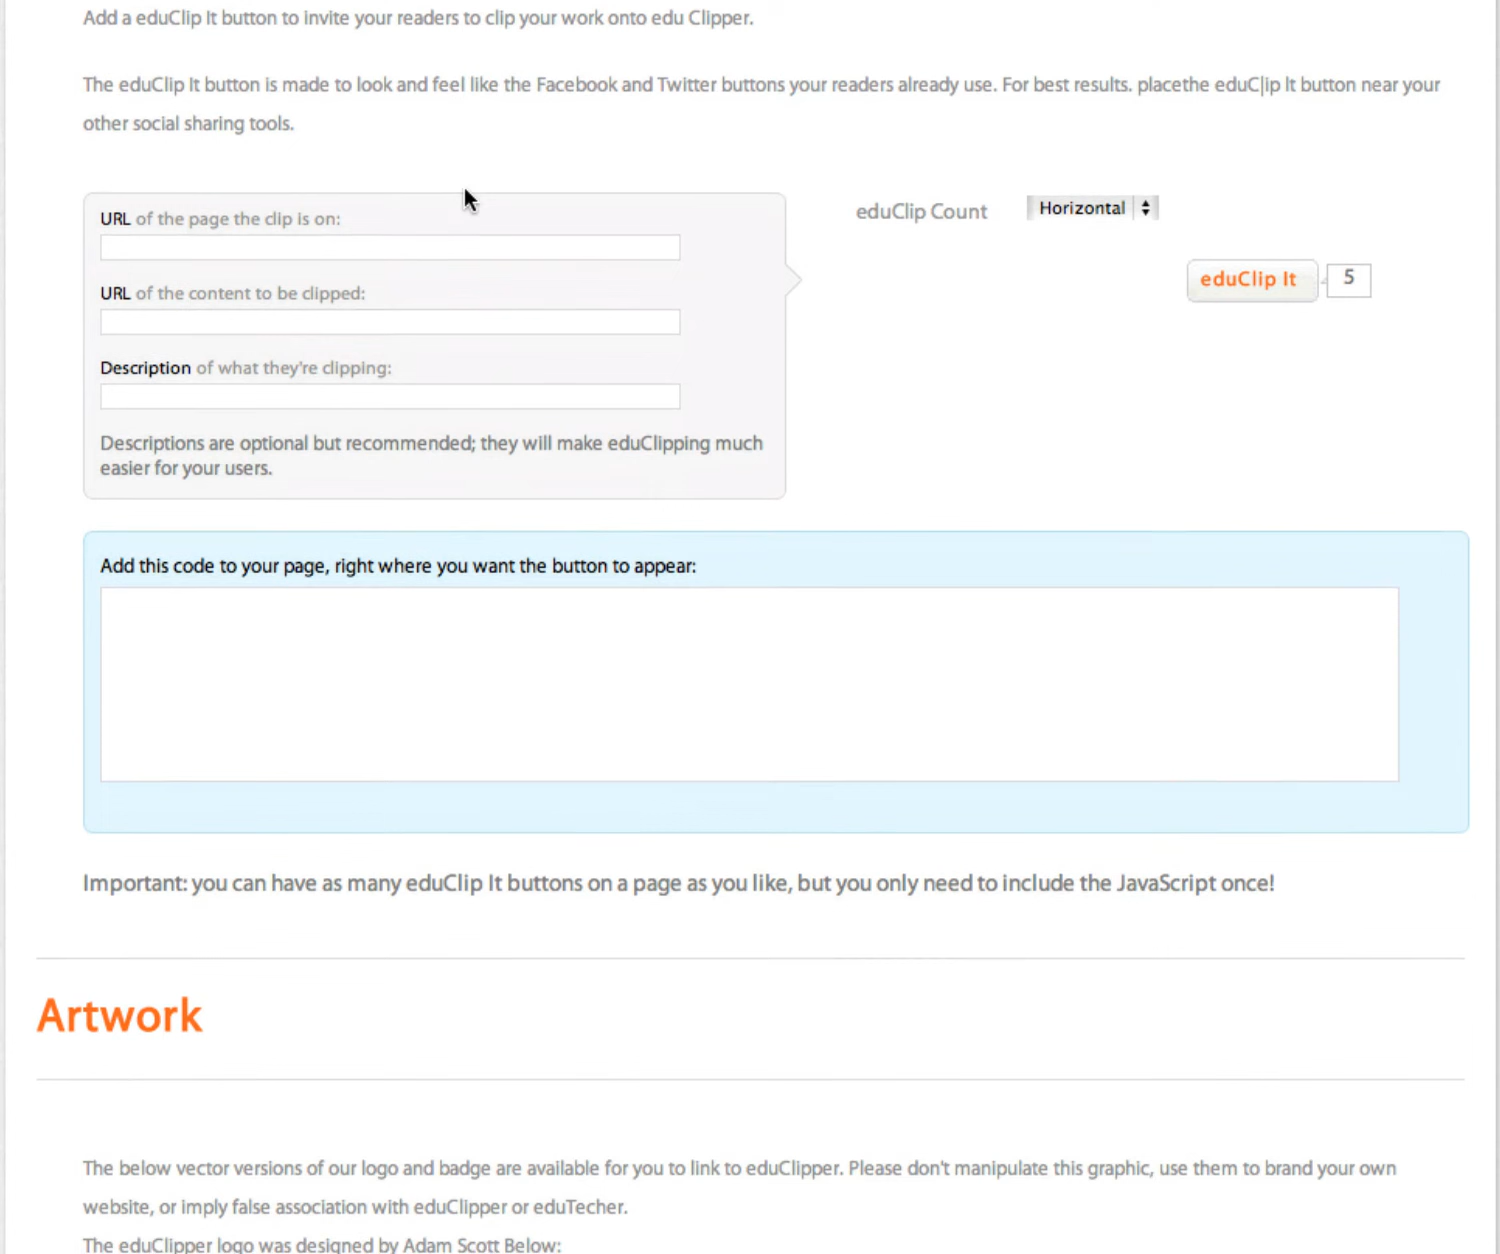 Add a eduClip It button to invite your readers to clip your work onto edu Clipper.
The eduClip It button is made to look and feel like the Facebook and Twitter buttons your readers already use. For best results. placethe eduC|ip It button near your
other social sharing tools.
URL of the page the clip is on:
URL of the content to be clipped:
Description of what they're clipping:
Descriptions are optional but recommended; they will make eduClipping much
easier for your users.
eduClip Count Horizontal
eduClip It 5
Add this code to your page, right where you want the button to appear:
Important: you can have as many eduClip It buttons on a page as you like, but you only need to include the JavaScript once!
Artwork
The below vector versions of our logo and badge are available for you to link to eduClipper. Please don't manipulate this graphic, use them to brand your own
website, or imply false association with eduClipper or eduTecher.
The eduClipper logo was designed by Adam Scott Below: